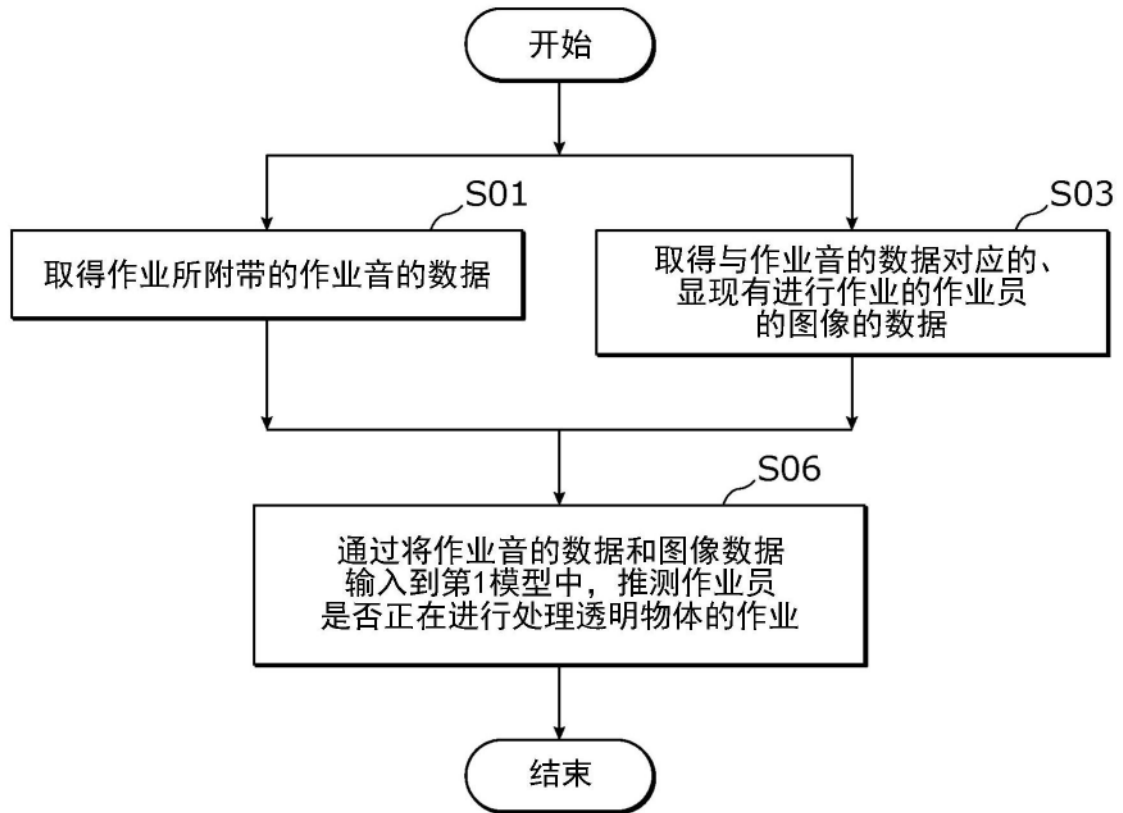 开始
S01
取得作业所附带的作业音的数据
S03
取得与作业音的数据对应的、
显现有进行作业的作业员
的图像的数据
S06
通过将作业音的数据和图像数据
输入到第1模型中，推测作业员
是否正在进行处理透明物体的作业
结束